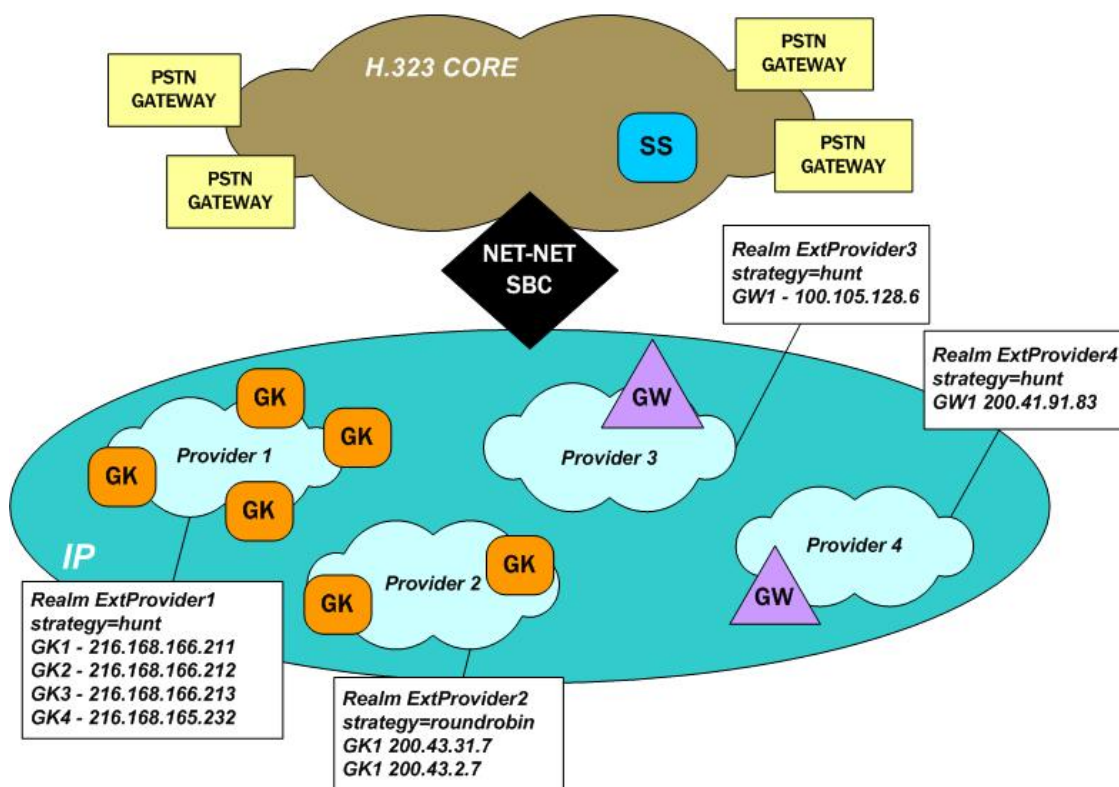 H.323 CORE
PSTN
GATEWAY
PSTN
GATEWAY
PSTN
GATEWAY
PSTN
GATEWAY
SS
NET-NET
SBC
Realm ExtProvider3
strategy=hunt
GW1 - 100.105.128.6
Realm ExtProvider4
strategy=hunt
GW1 200.41.91.83
GK
GK
GK
GK
Provider 1
GW
Provider 3
GK
GK
Provider 2
Provider 4
GW
IP
Realm ExtProvider1
strategy=hunt
GK1 - 216.168.166.211
GK2 - 216.168.166.212
GK3 - 216.168.166.213
GK4 - 216.168.165.232
Realm ExtProvider2
strategy=roundrobin
GK1 200.43.31.7
GK1 200.43.2.7